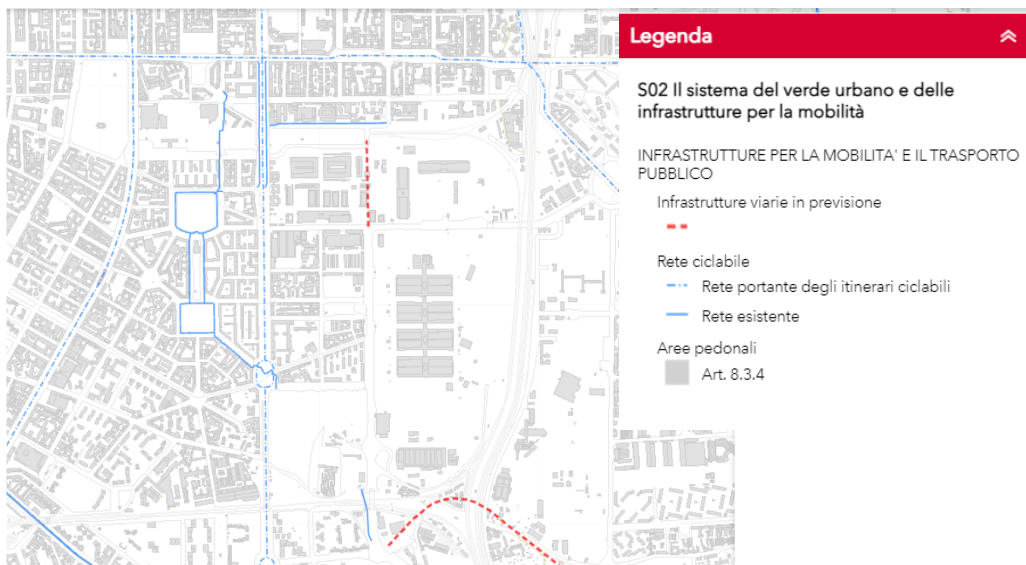 Legenda
S02 Il sistema del verde urbano e delle
infrastrutture per la mobilità
INFRASTRUTTURE PER LA MOBILITA' E IL TRASPORTO
PUBBLICO
Infrastrutture viarie in previsione
Rete ciclabile
Rete portante degli itinerari ciclabili
Rete esistente
Aree pedonali
Art. 8.3.4